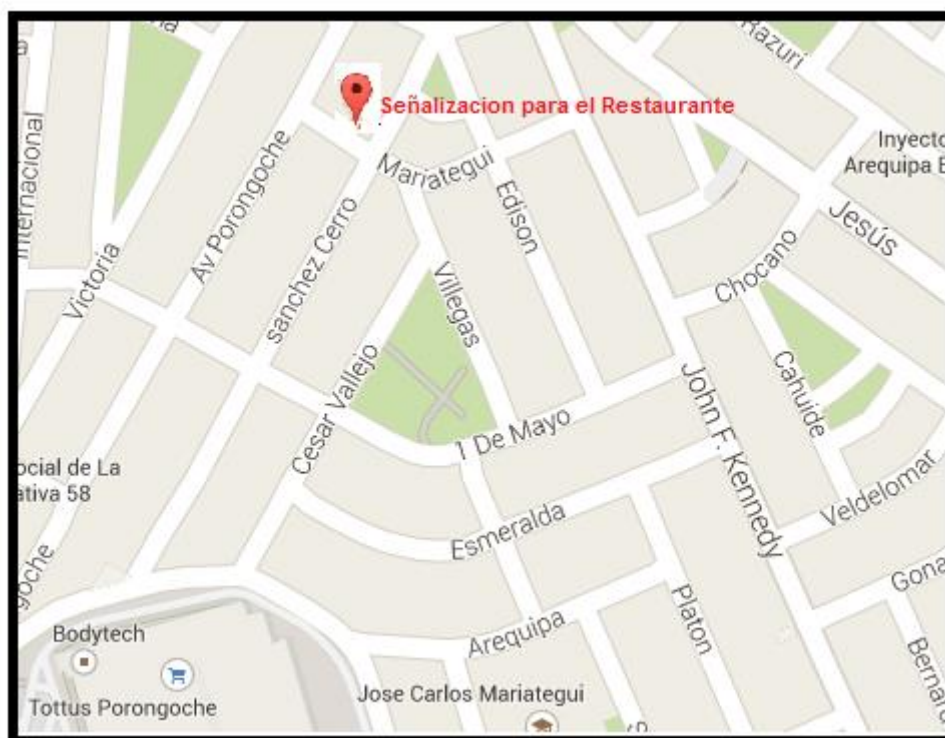 Razuri
Señalizacion para el Restaurante
Inyecto
Arequipa E
Internacional
Av Porongoche
Mariategui
Edison
Jesús
Victoria
sanchez Cerro
Villegas
Chocano
Cesar Vallejo
1 De Mayo
John F. Kennedy
Cahuide
ocial de La
ativa 58
Veldelomar
Esmeralda
goche
Gona
Bodytech
Arequipa
Platon
Bernard
Tottus Porongoche
Jose Carlos Mariategui